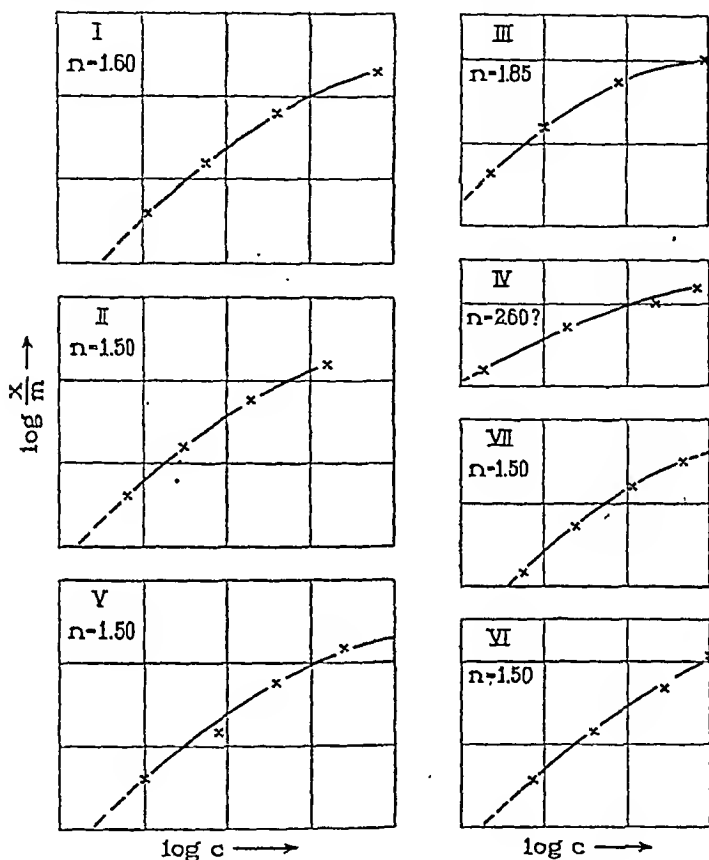 I
n=1.60
II
n=1.50
V
n=1.50
III
1.85
IV
n=2.60?
VII
n=1.50
VI
n=1.50
log x/m →
log c →
log c →